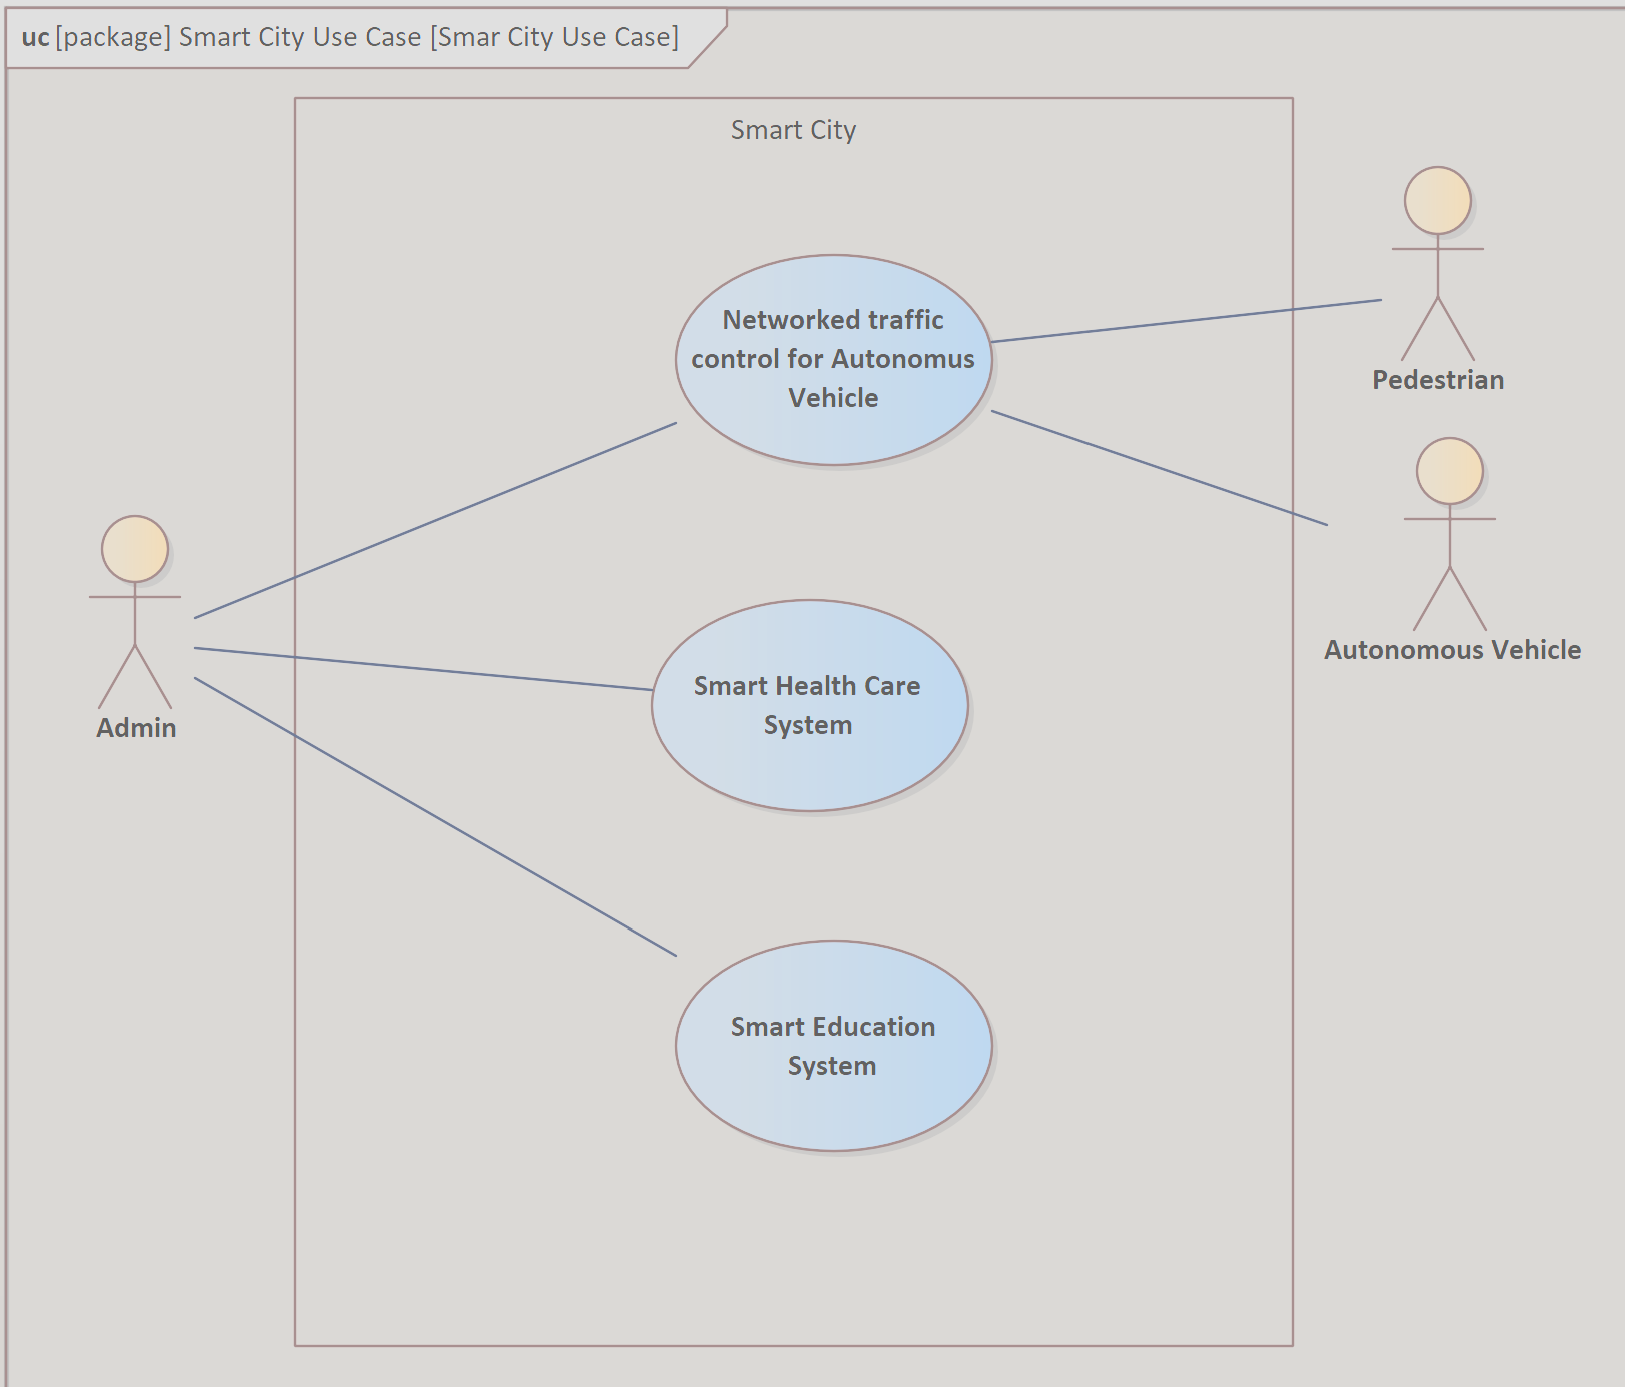 uc [package] Smart City Use Case [Smar City Use Case]
Smart City
Networked traffic
control for Autonomus
Vehicle
Pedestrian
Autonomous Vehicle
Smart Health Care
System
Admin
Smart Education
System